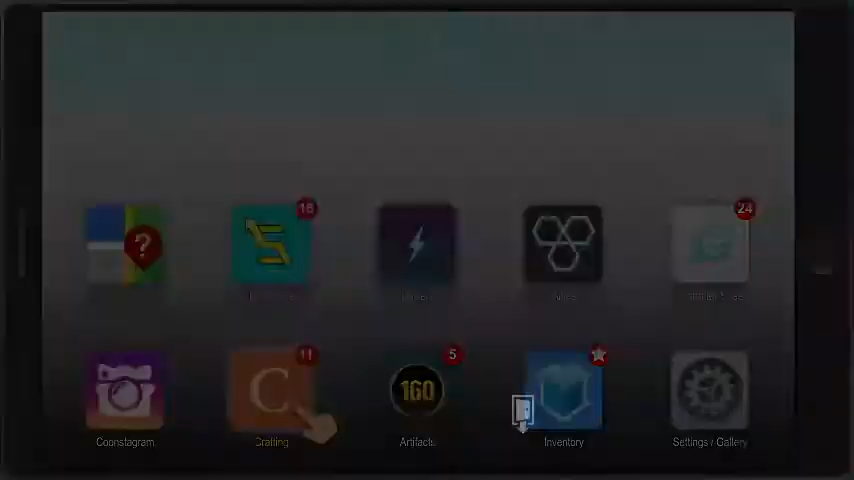 ?
16
24
11
C
5
160
Coonstagram
Crafting
Artifacts
Inventory
Settings / Gallery